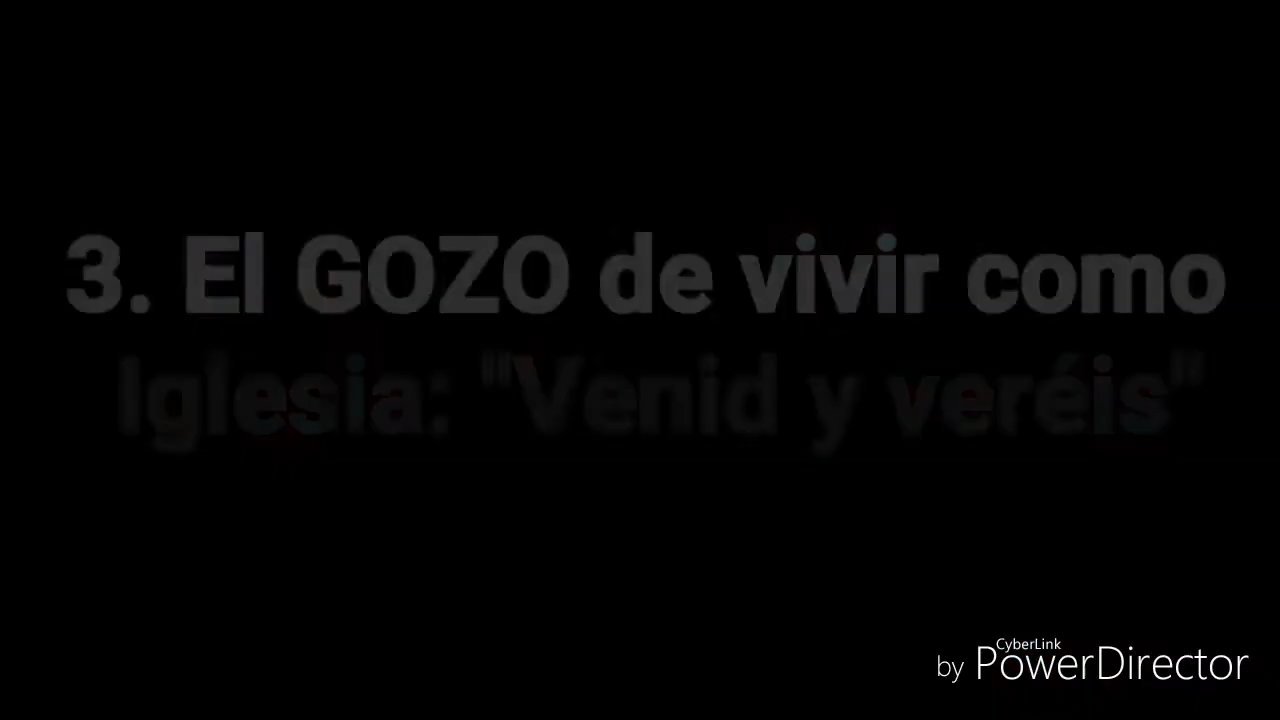 3. El GOZO de vivir como
Iglesia: "Venid y veréis"
CyberLink
by PowerDirector